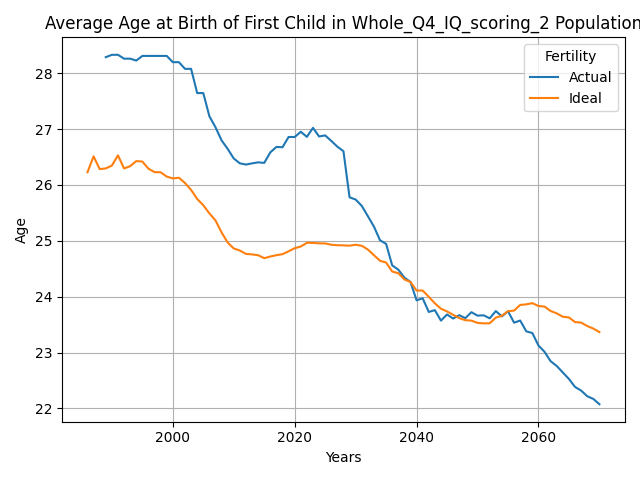 Average Age at Birth of First Child in Whole_Q4_IQ_scoring_2 Population
Fertility
Actual
Ideal
28
27
26
25
24
23
22
Age
2000
2020
2040
2060
Years